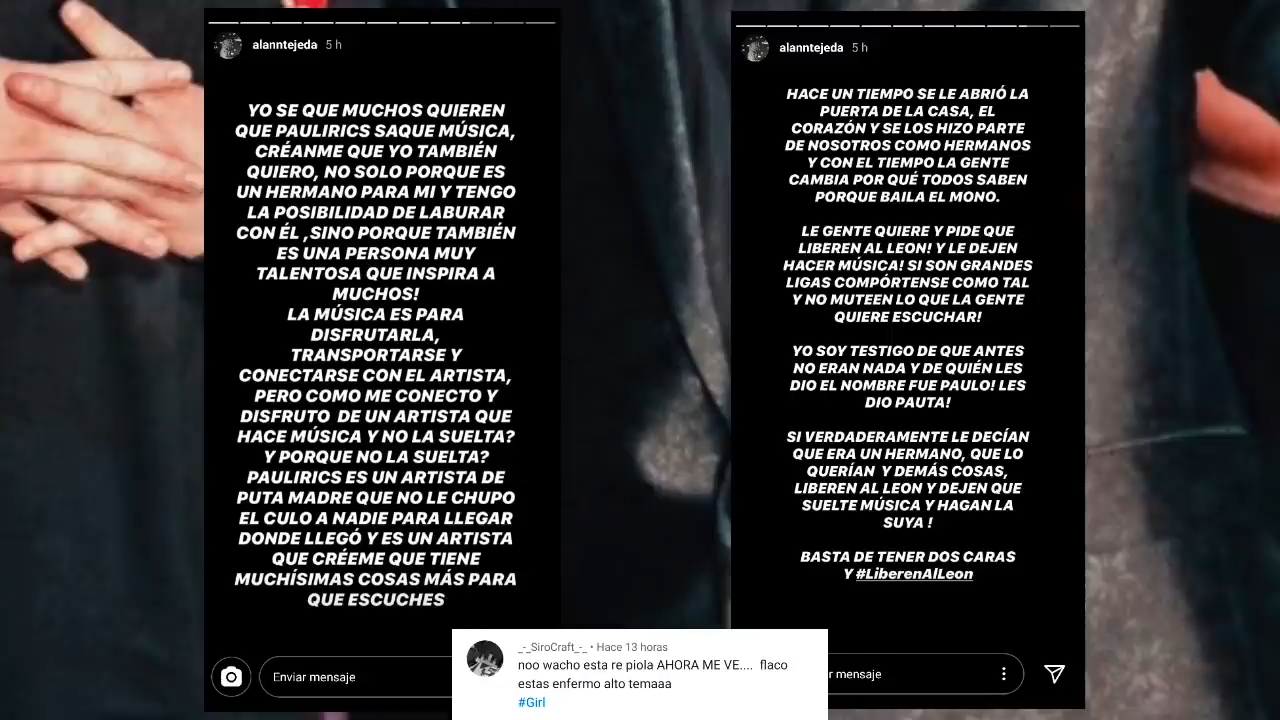 alanntejeda 5 h
YO SE QUE MUCHOS QUIEREN
QUE PAULIRICS SAQUE MÚSICA,
CRÉANME QUE YO TAMBIÉN
QUIERO, NO SOLO PORQUE ES
UN HERMANO PARA MI Y TENGO
LA POSIBILIDAD DE LABURAR
CON ÉL ,SINO PORQUE TAMBIÉN
ES UNA PERSONA MUY
TALENTOSA QUE INSPIRA A
MUCHOS!
LA MÚSICA ES PARA
DISFRUTARLA,
TRANSPORTARSE Y
CONECTARSE CON EL ARTISTA,
PERO COMO ME CONECTO Y
DISFRUTO DE UN ARTISTA QUE
HACE MÚSICA Y NO LA SUELTA?
Y PORQUE NO LA SUELTA?
PAULIRICS ES UN ARTISTA DE
PUTA MADRE QUE NO LE CHUPO
EL CULO A NADIE PARA LLEGAR
DONDE LLEGÓ Y ES UN ARTISTA
QUE CRÉEME QUE TIENE
MUCHÍSIMAS COSAS MÁS PARA
QUE ESCUCHES
Enviar mensaje
alanntejeda 5 h
HACE UN TIEMPO SE LE ABRIÓ LA
PUERTA DE LA CASA, EL
CORAZÓN Y SE LOS HIZO PARTE
DE NOSOTROS COMO HERMANOS
Y CON EL TIEMPO LA GENTE
CAMBIA POR QUÉ TODOS SABEN
PORQUE BAILA EL MONO.
LE GENTE QUIERE Y PIDE QUE
LIBEREN AL LEON! Y LE DEJEN
HACER MÚSICA! SI SON GRANDES
LIGAS COMPÓRTENSE COMO TAL
Y NO MUTEEN LO QUE LA GENTE
QUIERE ESCUCHAR!
YO SOY TESTIGO DE QUE ANTES
NO ERAN NADA Y DE QUIÉN LES
DIO EL NOMBRE FUE PAULO! LES
DIO PAUTA!
SI VERDADERAMENTE LE DECÍAN
QUE ERA UN HERMANO, QUE LO
QUERÍAN Y DEMÁS COSAS,
LIBEREN AL LEON Y DEJEN QUE
SUELTE MÚSICA Y HAGAN LA
SUYA !
BASTA DE TENER DOS CARAS
Y #LiberenAlLeon
r mensaje
_-_SiroCraft_-_ • Hace 13 horas
noo wacho esta re piola AHORA ME VE.... flaco
estas enfermo alto temaaa
#Girl